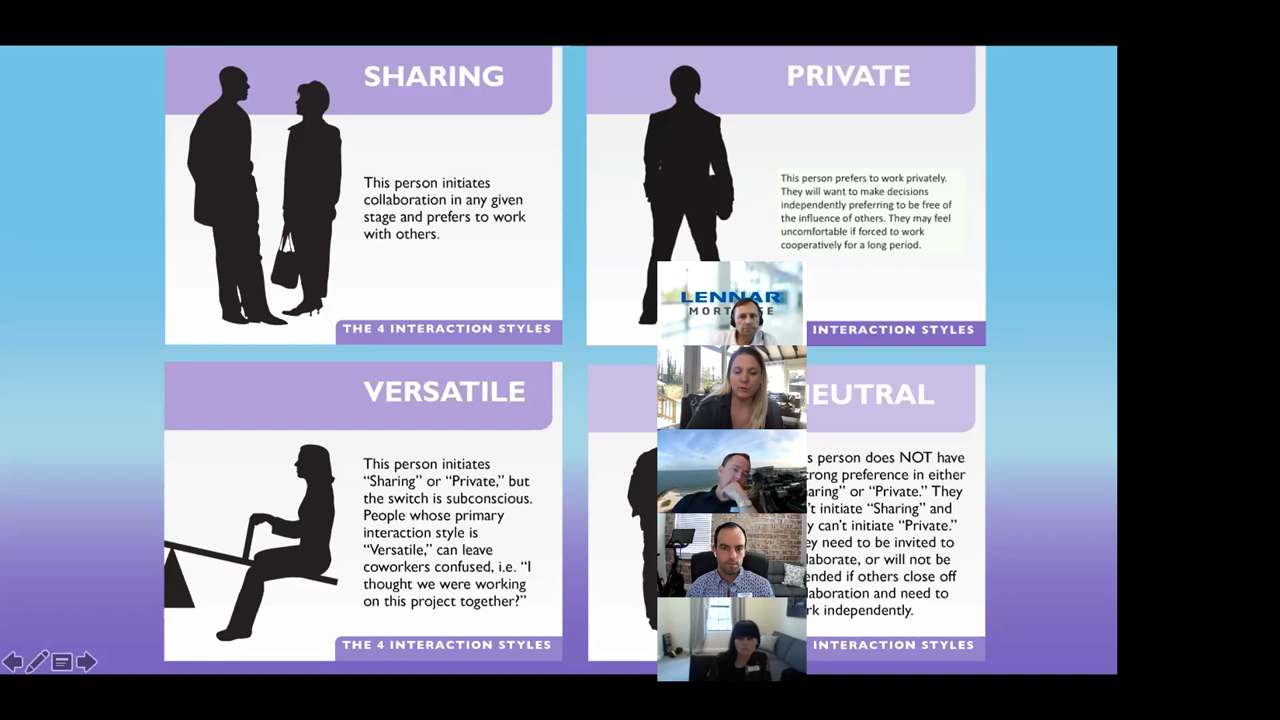 SHARING
This person initiates
collaboration in any given
stage and prefers to work
with others.
THE 4 INTERACTION STYLES
PRIVATE
This person prefers to work privately.
They will want to make decisions
independently preferring to be free of
the influence of others. They may feel
uncomfortable if forced to work
cooperatively for a long period.
INTERACTION STYLES
LENNAR
VERSATILE
This person initiates
“Sharing” or “Private,” but
the switch is subconscious.
People whose primary
interaction style is
“Versatile,” can leave
coworkers confused, i.e. “I
thought we were working
on this project together?”
THE 4 INTERACTION STYLES
EUTRAL
s person does NOT have
trong preference in either
aring” or “Private.” They
’t initiate “Sharing” and
y can’t initiate “Private.”
ey need to be invited to
laborate, or will not be
ended if others close off
laboration and need to
rk independently.
INTERACTION STYLES